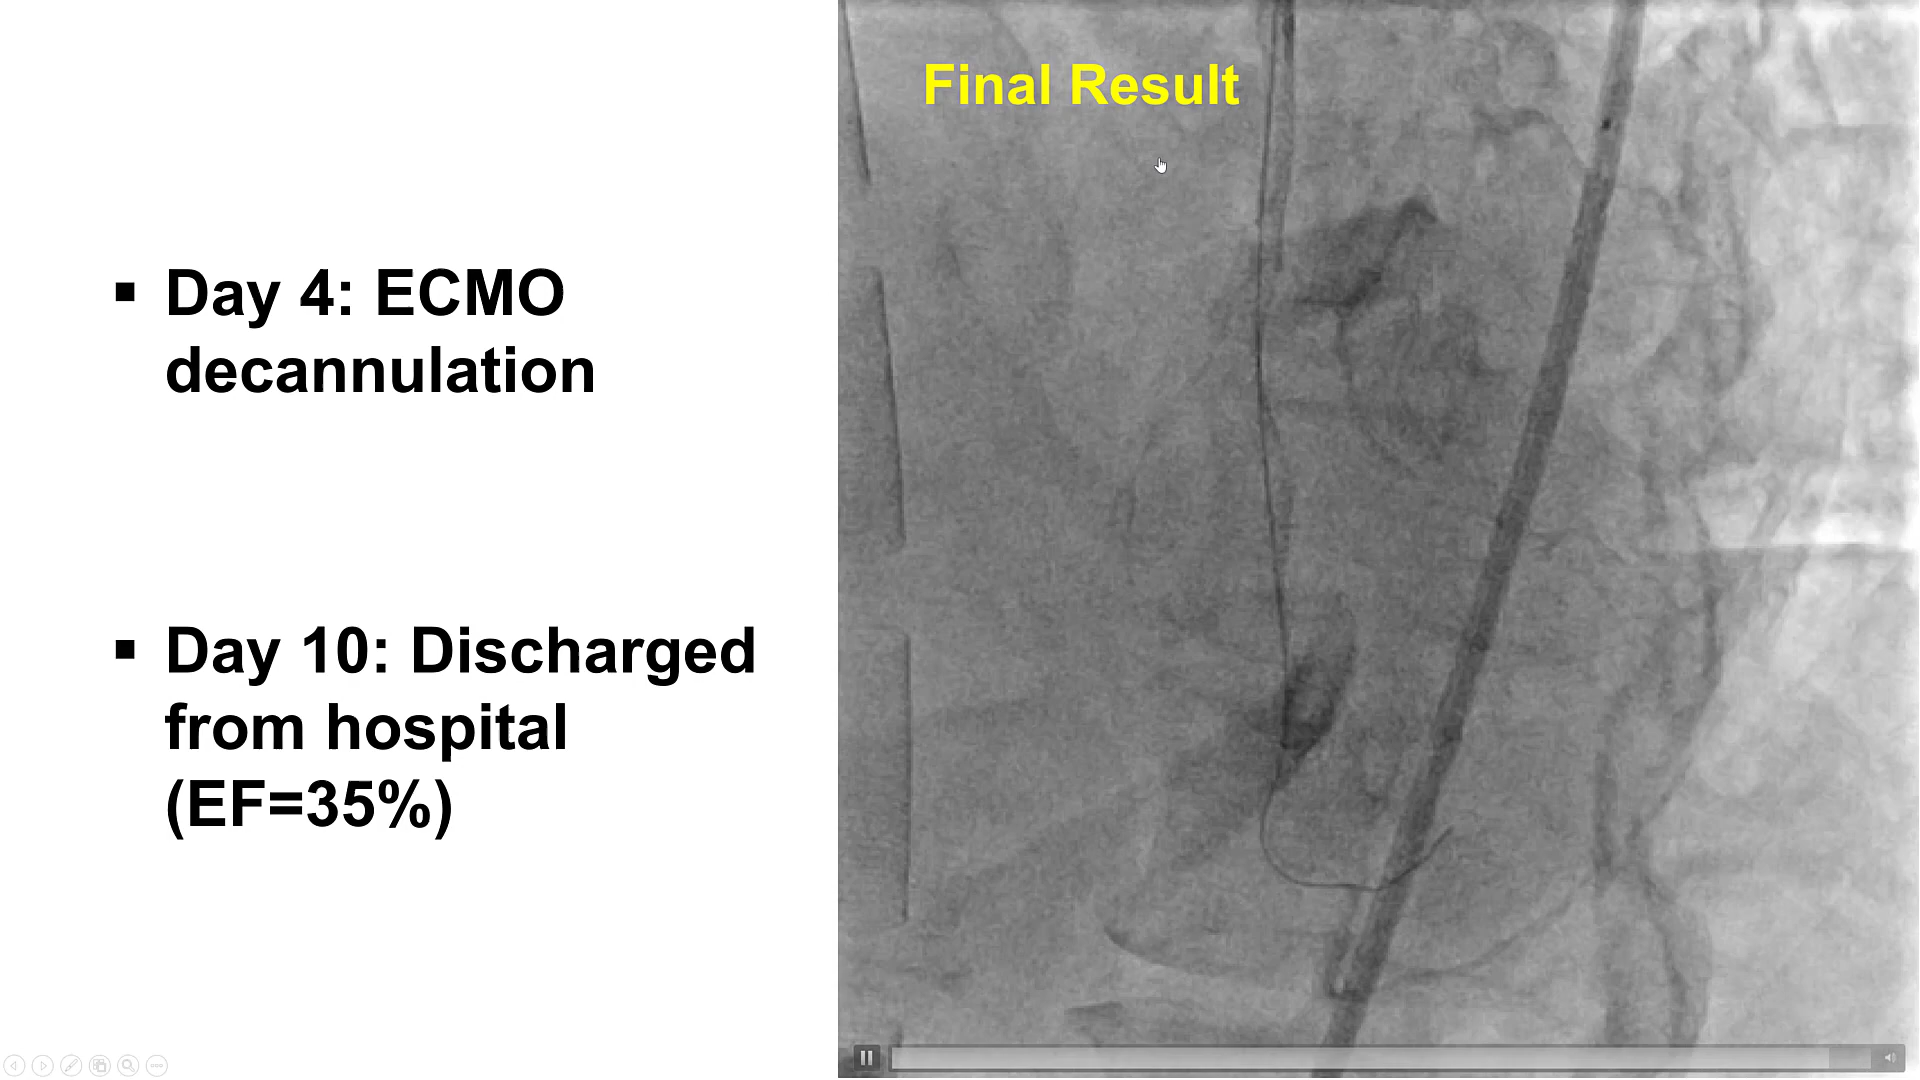 Final Result
▪ Day 4: ECMO
decannulation
▪ Day 10: Discharged
from hospital
(EF=35%)